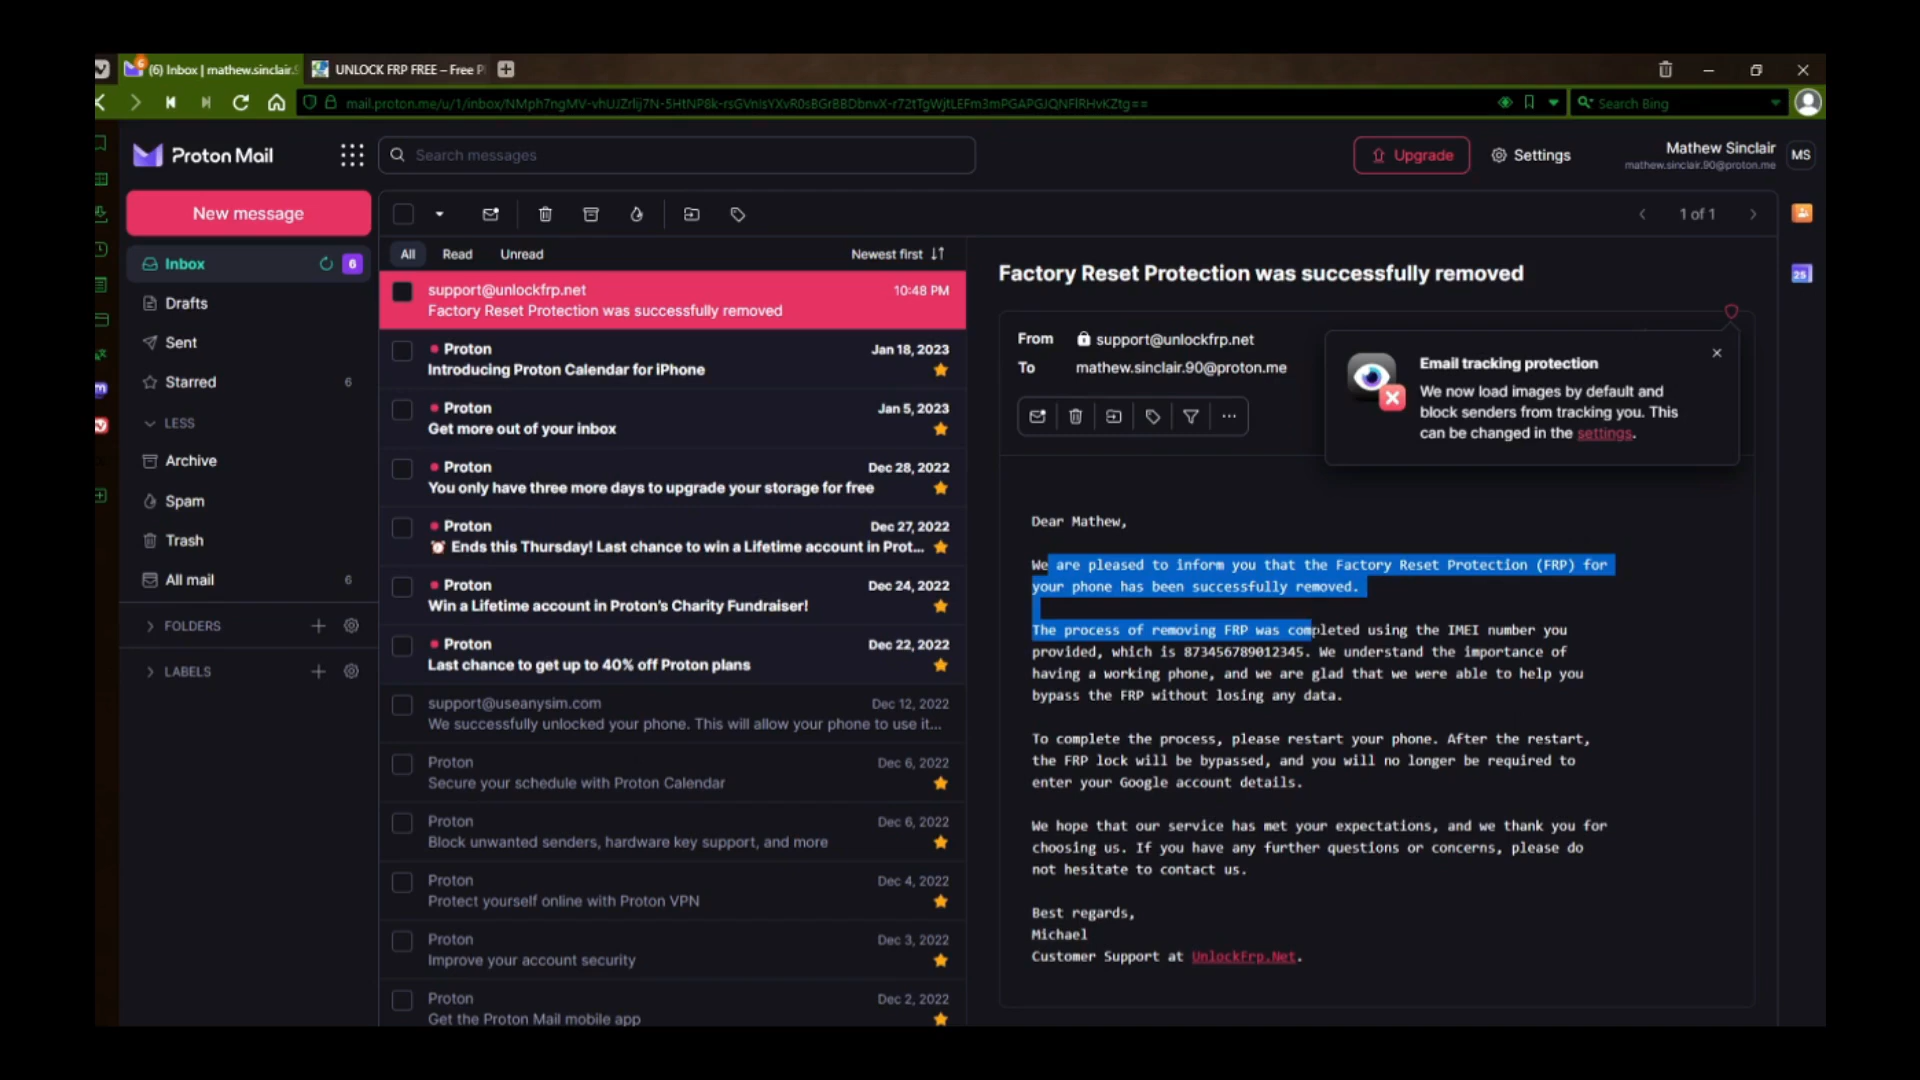 (6) Inbox | mathew.sinclair.
UNLOCK FRP FREE – Free P
Search Bing
Proton Mail
Search messages
Upgrade
Settings
Mathew Sinclair
mathew.sinclair.90@proton.me
MS
New message
1 of 1
Inbox
6
Drafts
Sent
Starred
6
LESS
Archive
Spam
Trash
All mail
6
FOLDERS
LABELS
All
Read
Unread
Newest first
support@unlockfrp.net
10:48 PM
Factory Reset Protection was successfully removed
Proton
Jan 18, 2023
Introducing Proton Calendar for iPhone
Proton
Jan 5, 2023
Get more out of your inbox
Proton
Dec 28, 2022
You only have three more days to upgrade your storage for free
Proton
Dec 27, 2022
Ends this Thursday! Last chance to win a Lifetime account in Prot...
Proton
Dec 24, 2022
Win a Lifetime account in Proton's Charity Fundraiser!
Proton
Dec 22, 2022
Last chance to get up to 40% off Proton plans
support@useanysim.com
Dec 12, 2022
We successfully unlocked your phone. This will allow your phone to use it...
Proton
Dec 6, 2022
Secure your schedule with Proton Calendar
Proton
Dec 6, 2022
Block unwanted senders, hardware key support, and more
Proton
Dec 4, 2022
Protect yourself online with Proton VPN
Proton
Dec 3, 2022
Improve your account security
Proton
Dec 2, 2022
Get the Proton Mail mobile app
Factory Reset Protection was successfully removed
From
support@unlockfrp.net
To
mathew.sinclair.90@proton.me
Email tracking protection
We now load images by default and
block senders from tracking you. This
can be changed in the settings.
25
Dear Mathew,
We are pleased to inform you that the Factory Reset Protection (FRP) for
your phone has been successfully removed.
The process of removing FRP was completed using the IMEI number you
provided, which is 873456789012345. We understand the importance of
having a working phone, and we are glad that we were able to help you
bypass the FRP without losing any data.
To complete the process, please restart your phone. After the restart,
the FRP lock will be bypassed, and you will no longer be required to
enter your Google account details.
We hope that our service has met your expectations, and we thank you for
choosing us. If you have any further questions or concerns, please do
not hesitate to contact us.
Best regards,
Michael
Customer Support at UnlockFrp.Net.